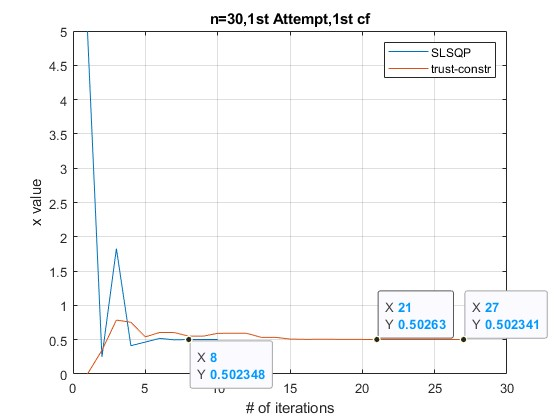 n=30,1st Attempt,1st cf
5
4.5
4
3.5
3
2.5
2
1.5
1
0.5
0
x value
SLSQP
trust-constr
X 21
Y 0.50263
X 27
Y 0.502341
X 8
Y 0.502348
0 5 10 15 20 25 30
# of iterations